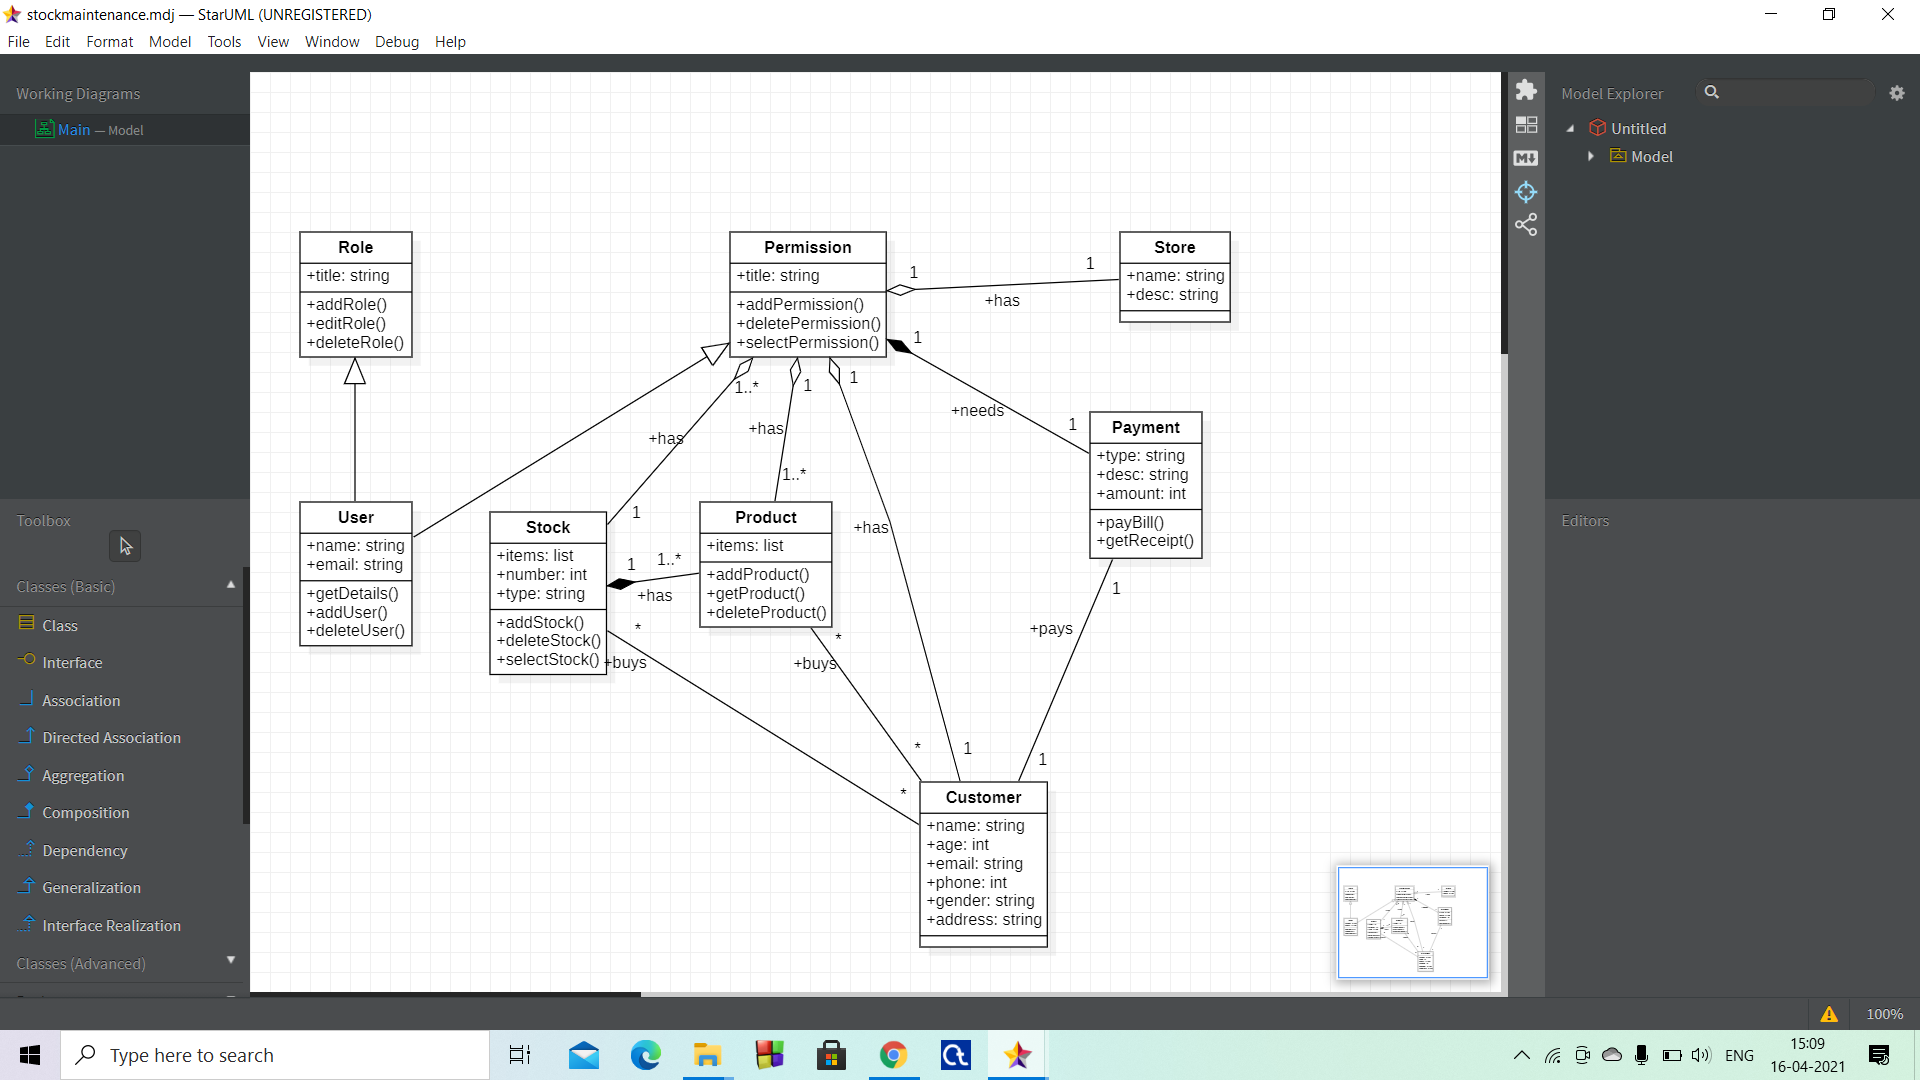 stockmaintenance.mdj — StarUML (UNREGISTERED)
File Edit Format Model Tools View Window Debug Help
Working Diagrams
Main — Model
Toolbox
Classes (Basic)
Class
Interface
Association
Directed Association
Aggregation
Composition
Dependency
Generalization
Interface Realization
Classes (Advanced)
Role
+title: string
+addRole()
+editRole()
+deleteRole()
Permission
+title: string
+addPermission()
+deletePermission()
+selectPermission()
Store
+name: string
+desc: string
1
1
+has
1
+needs
1
1..*
+has
1
1
+has
1..*
1
+has
1
Payment
+type: string
+desc: string
+amount: int
+payBill()
+getReceipt()
User
+name: string
+email: string
+getDetails()
+addUser()
+deleteUser()
Stock
+items: list
+number: int
+type: string
+addStock()
+deleteStock()
+selectStock()
1
1..*
+has
Product
+items: list
+addProduct()
+getProduct()
+deleteProduct()
*
+buys
*
*
+buys
*
1
+pays
1
Customer
+name: string
+age: int
+email: string
+phone: int
+gender: string
+address: string
Model Explorer
Untitled
Model
Editors
100%
Type here to search
ENG
15:09
16-04-2021